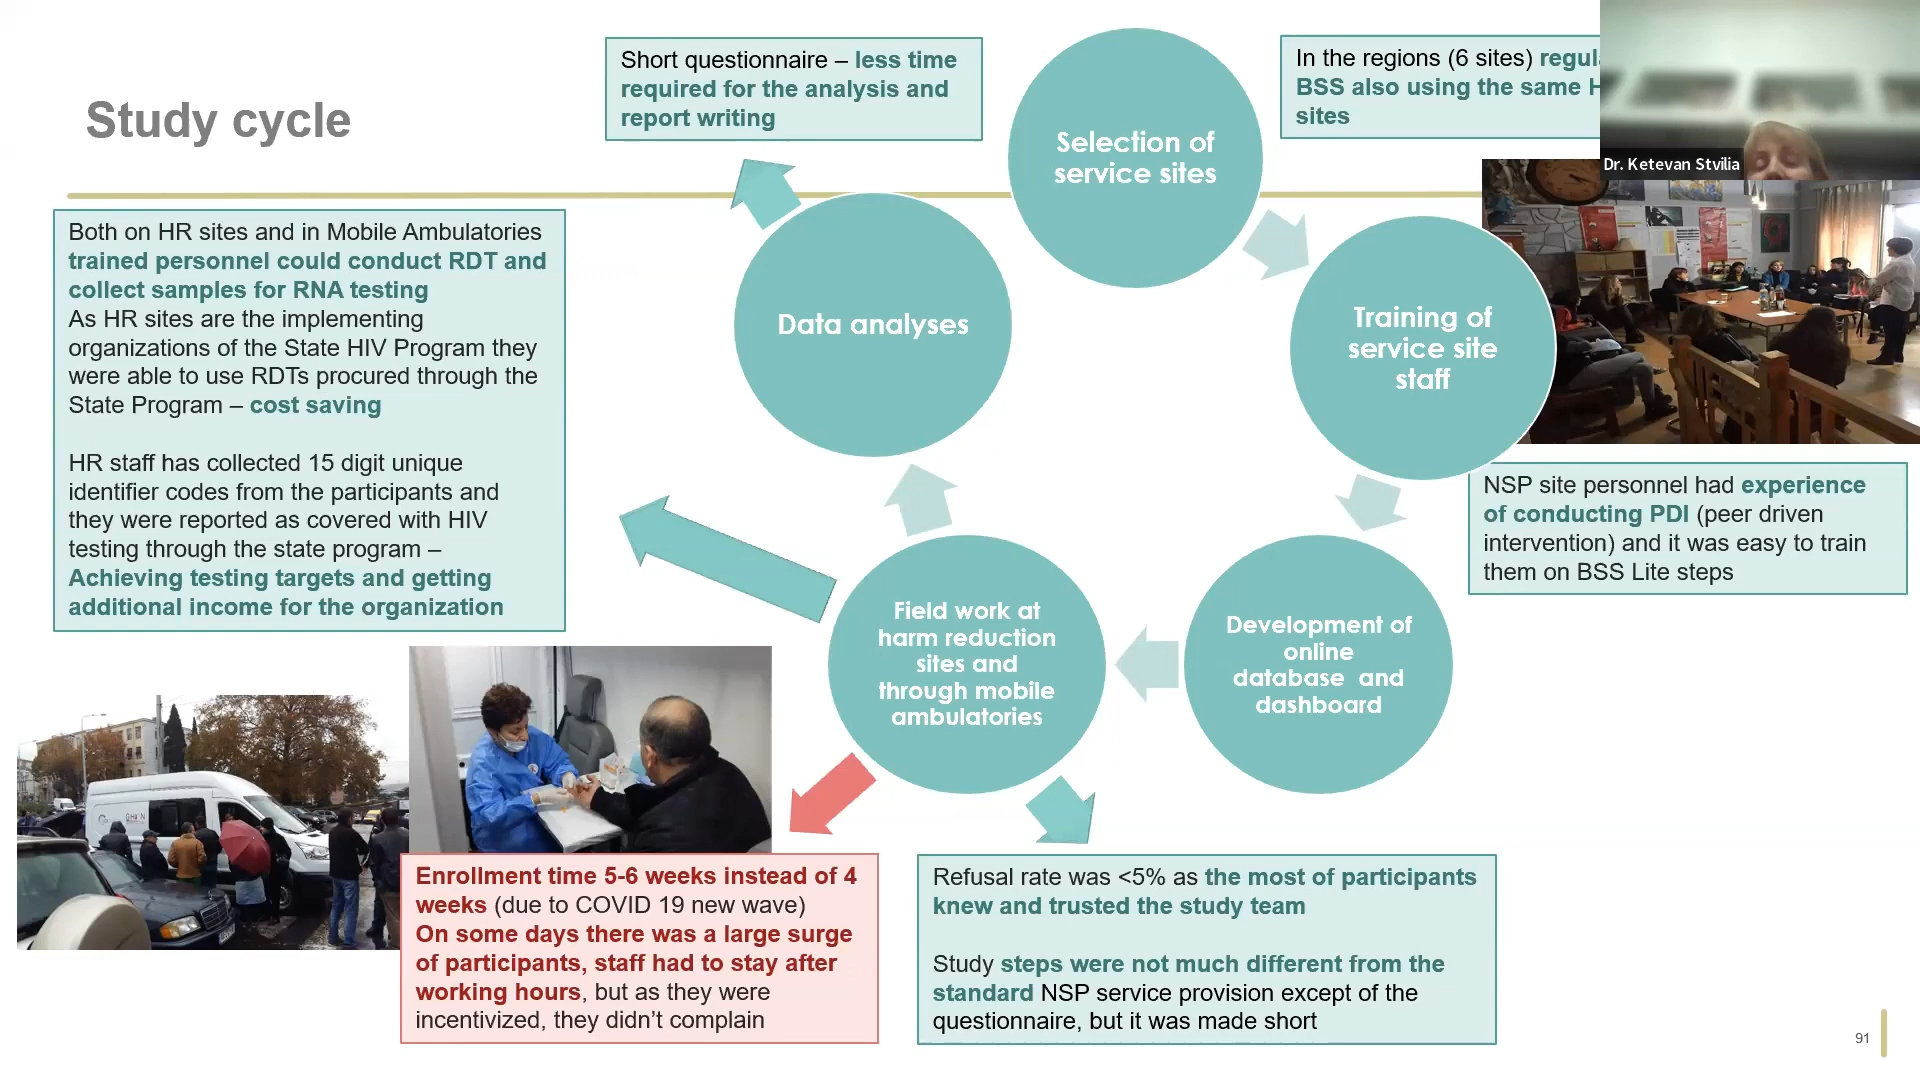 Study cycle
Short questionnaire – less time
required for the analysis and
report writing
Selection of
service sites
In the regions (6 sites)
BSS also using the same
sites
Dr. Ketevan Stvilia
Both on HR sites and in Mobile Ambulatories
trained personnel could conduct RDT and
collect samples for RNA testing
As HR sites are the implementing
organizations of the State HIV Program they
were able to use RDTs procured through the
State Program – cost saving
HR staff has collected 15 digit unique
identifier codes from the participants and
they were reported as covered with HIV
testing through the state program –
Achieving testing targets and getting
additional income for the organization
Data analyses
Training of
service site
staff
NSP site personnel had experience
of conducting PDI (peer driven
intervention) and it was easy to train
them on BSS Lite steps
Field work at
harm reduction
sites and
through mobile
ambulatories
Development of
online
database and
dashboard
Enrollment time 5-6 weeks instead of 4
weeks (due to COVID 19 new wave)
On some days there was a large surge
of participants, staff had to stay after
working hours, but as they were
incentivized, they didn’t complain
Refusal rate was <5% as the most of participants
knew and trusted the study team
Study steps were not much different from the
standard NSP service provision except of the
questionnaire, but it was made short
91